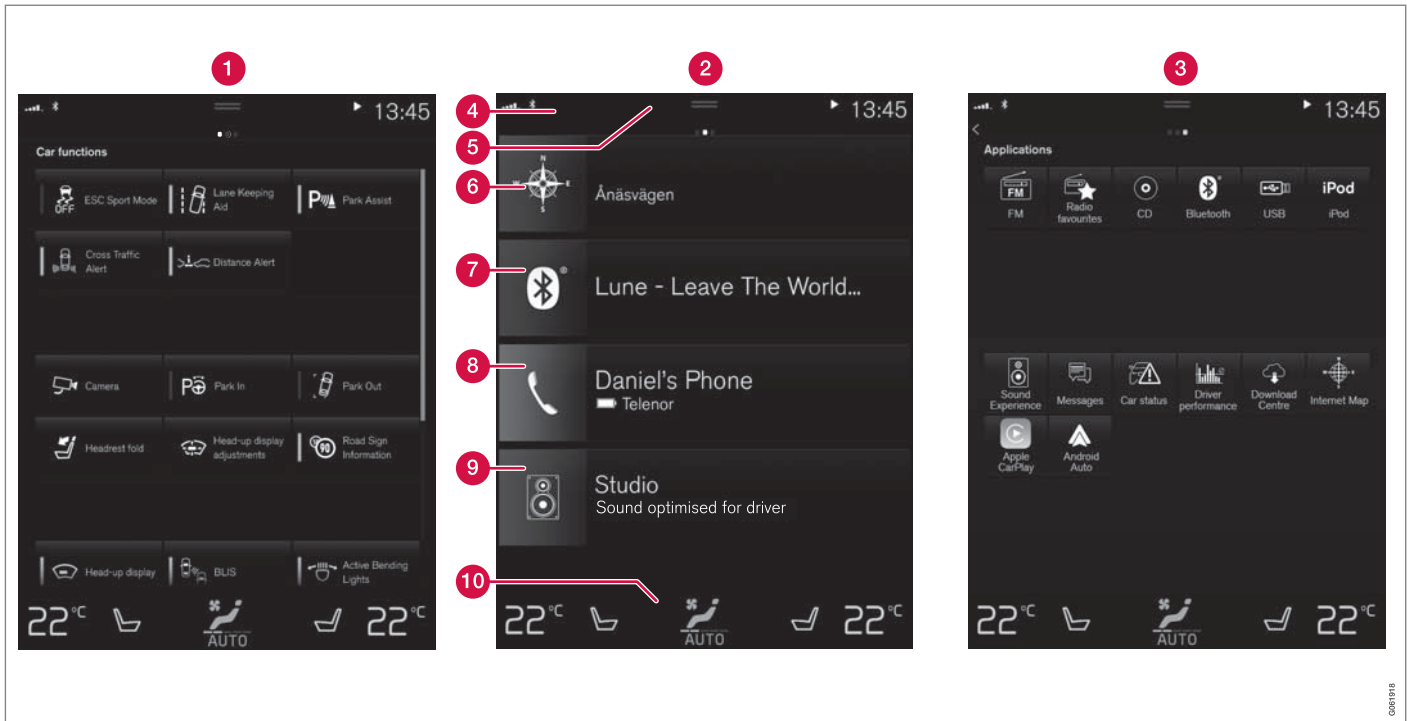 1
2
3
13:45
Car functions
OFF
ESC Sport Mode
Lane Keeping
Aid
P
Park Assist
Cross Traffic
Alert
Distance Alert
Camera
P
Park In
Park Out
Headrest fold
Head-up display
adjustments
90
Road Sign
Information
Head-up display
BLIS
Active Bending
Lights
22°C
AUTO
22°C
4
5
6
7
8
9
10
13:45
N
W
E
S
Ånäsvägen
Lune - Leave The World...
Daniel's Phone
Telenor
Studio
Sound optimised for driver
22°C
AUTO
22°C
13:45
Applications
FM
FM
Radio
favourites
CD
Bluetooth
USB
iPod
iPod
Sound
Experience
Messages
Car status
Driver
performance
Download
Centre
Internet Map
Apple
CarPlay
Android
Auto
22°C
AUTO
22°C
G061918